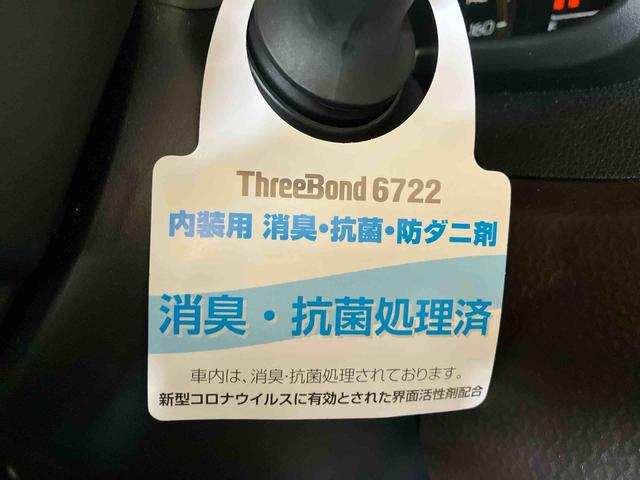 160
ThreeBond 6722
内装用 消臭・抗菌・防ダニ剤
消臭・抗菌処理済
車内は、消臭・抗菌処理されております。
新型コロナウイルスに有効とされた界面活性剤配合